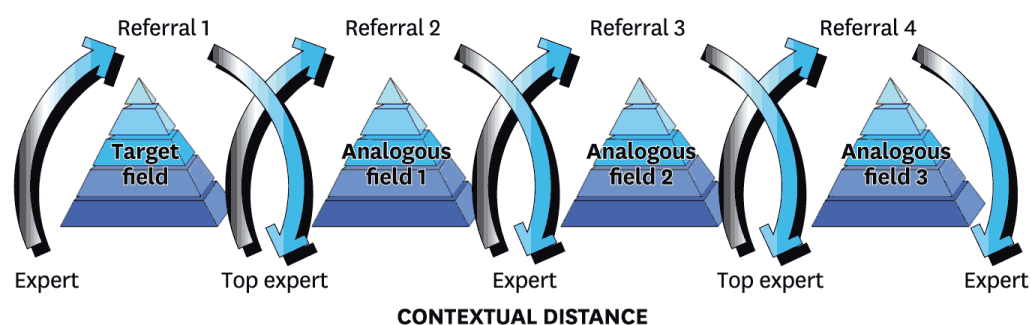 Referral 1
Referral 2
Referral 3
Referral 4
Target
field
Analogous
field 1
Analogous
field 2
Analogous
field 3
Expert
Top expert
Expert
Top expert
Expert
CONTEXTUAL DISTANCE